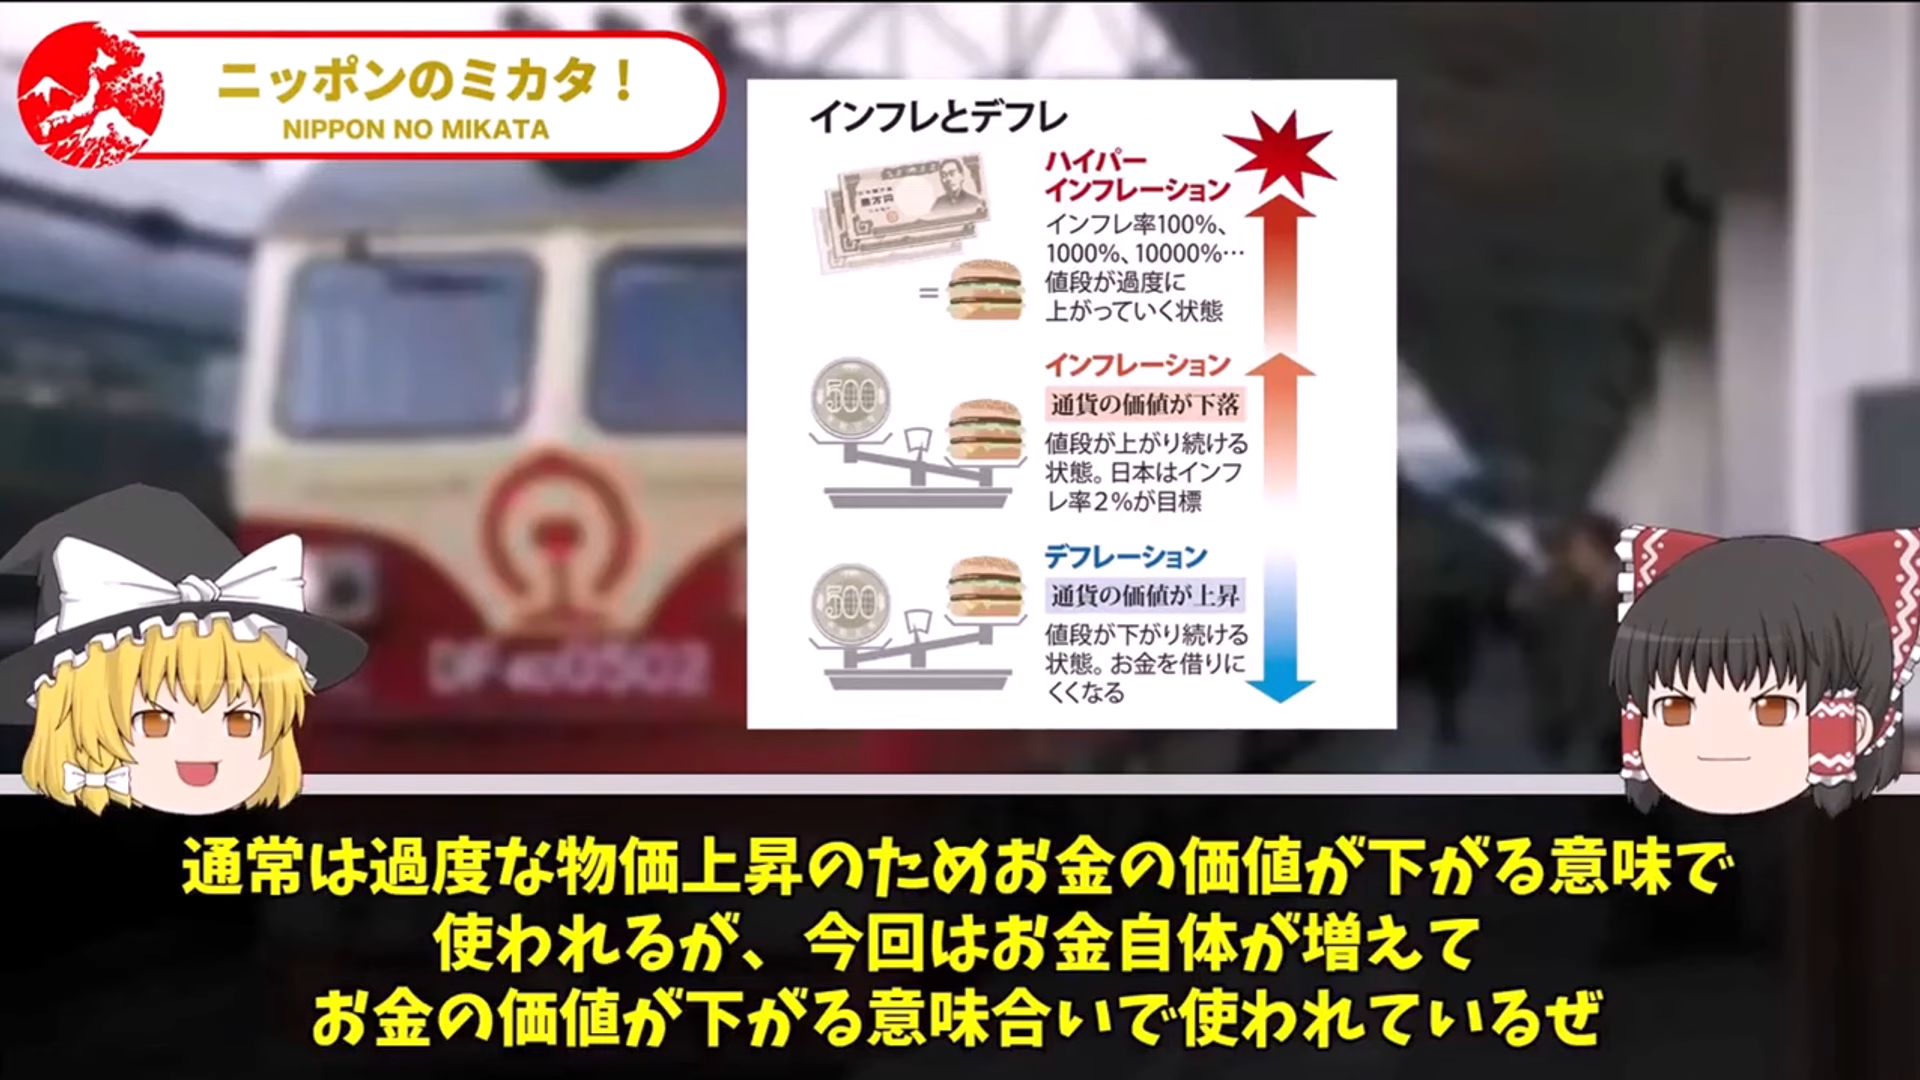 ニッポンのミカタ！
NIPPON NO MIKATA
インフレとデフレ
ハイパー
インフレーション
インフレ率100%、
1000%、10000%…
値段が過度に
上がっていく状態
=
インフレーション
通貨の価値が下落
値段が上がり続ける
状態。日本はインフ
レ率２%が目標
500
デフレーション
通貨の価値が上昇
値段が下がり続ける
状態。お金を借りに
くくなる
500
通常は過度な物価上昇のためお金の価値が下がる意味で
使われるが、今回はお金自体が増えて
お金の価値が下がる意味合いで使われているぜ